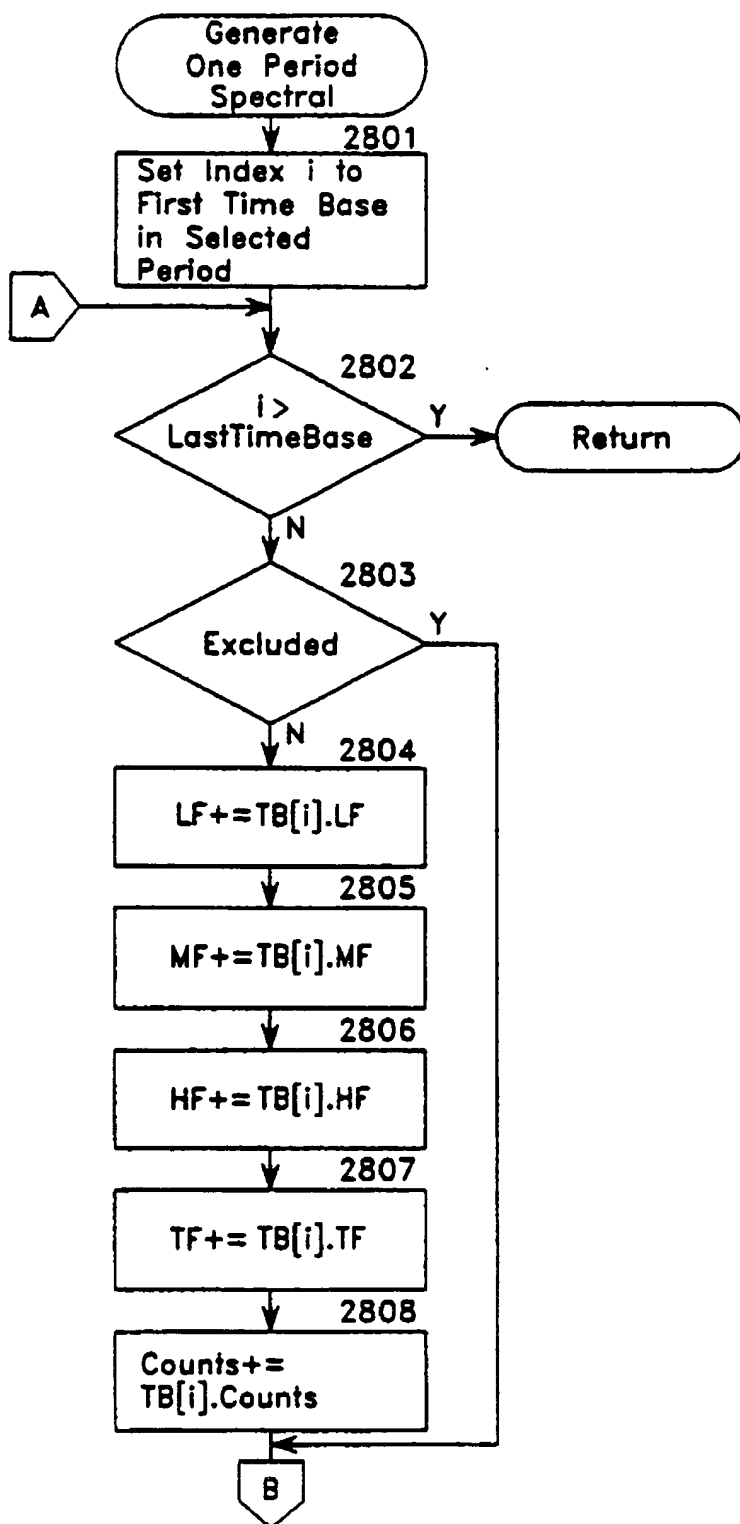 Generate
One Period
Spectral
2801
Set Index i to
First Time Base
in Selected
Period
A
2802
i >
LastTimeBase
Y
Return
N
2803
Excluded
Y
N
2804
LF+=TB[i].LF
2805
MF+=TB[i].MF
2806
HF+=TB[i].HF
2807
TF+= TB[i].TF
2808
Counts+=
TB[i].Counts
B